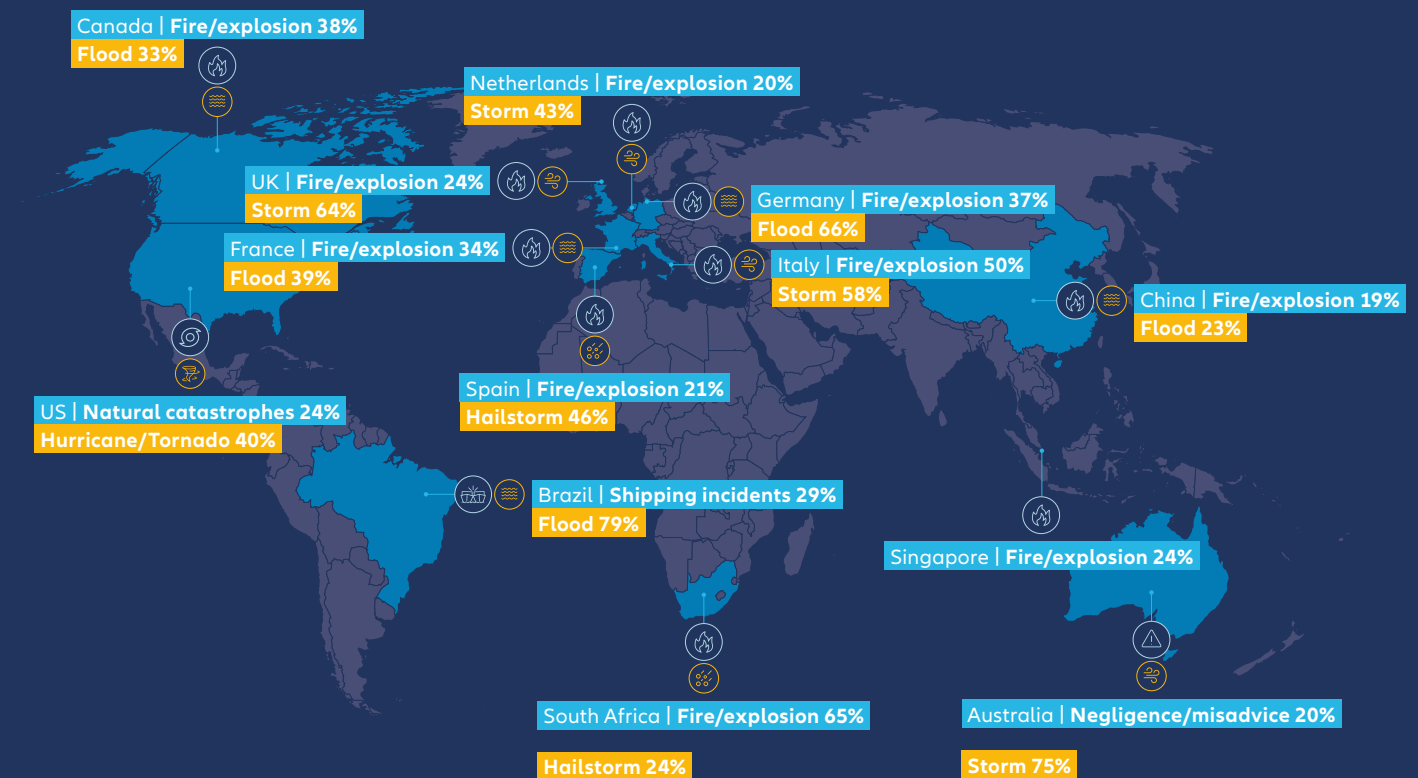 Canada | Fire/explosion 38%
Flood 33%
Netherlands | Fire/explosion 20%
Storm 43%
UK | Fire/explosion 24%
Storm 64%
Germany | Fire/explosion 37%
Flood 66%
France | Fire/explosion 34%
Flood 39%
Italy | Fire/explosion 50%
Storm 58%
China | Fire/explosion 19%
Flood 23%
Spain | Fire/explosion 21%
Hailstorm 46%
US | Natural catastrophes 24%
Hurricane/Tornado 40%
Brazil | Shipping incidents 29%
Flood 79%
Singapore | Fire/explosion 24%
South Africa | Fire/explosion 65%
Hailstorm 24%
Australia | Negligence/misadvice 20%
Storm 75%